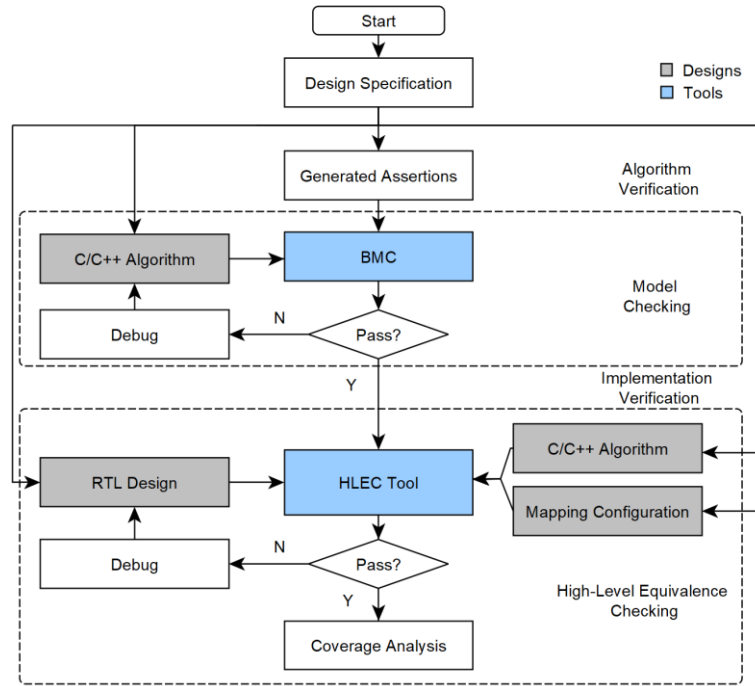 Start
Design Specification
Designs
Tools
Generated Assertions
Algorithm
Verification
C/C++ Algorithm
BMC
Model
Checking
Debug
N
Pass?
Y
Implementation
Verification
RTL Design
HLEC Tool
C/C++ Algorithm
Mapping Configuration
Debug
N
Pass?
Y
High-Level Equivalence
Checking
Coverage Analysis